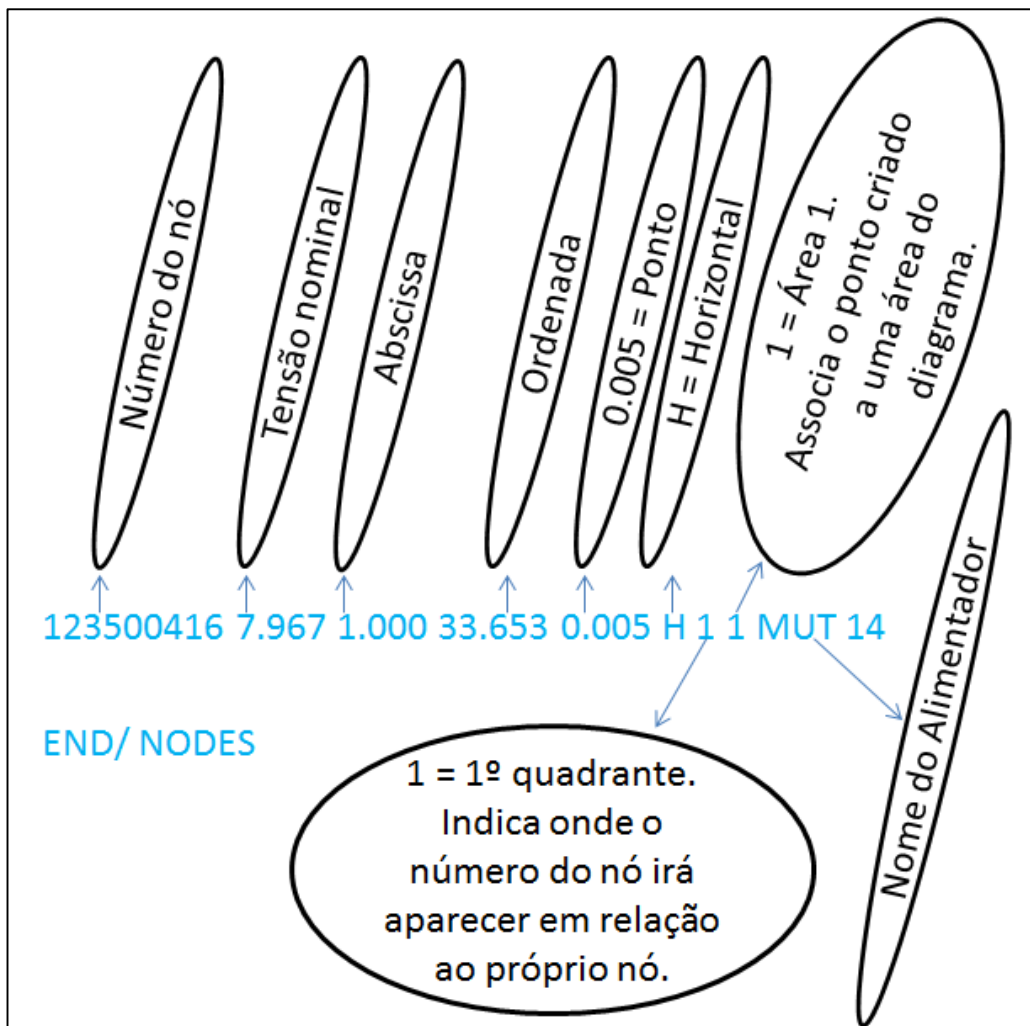 Número do nó
Tensão nominal
Abscissa
Ordenada
0.005 = Ponto
H = Horizontal
1 = Área 1.
Associa o ponto criado
a uma área do
diagrama.
123500416 7.967 1.000 33.653 0.005 H 1 1 MUT 14
END/ NODES
1 = 1º quadrante.
Indica onde o
número do nó irá
aparecer em relação
ao próprio nó.
Nome do Alimentador